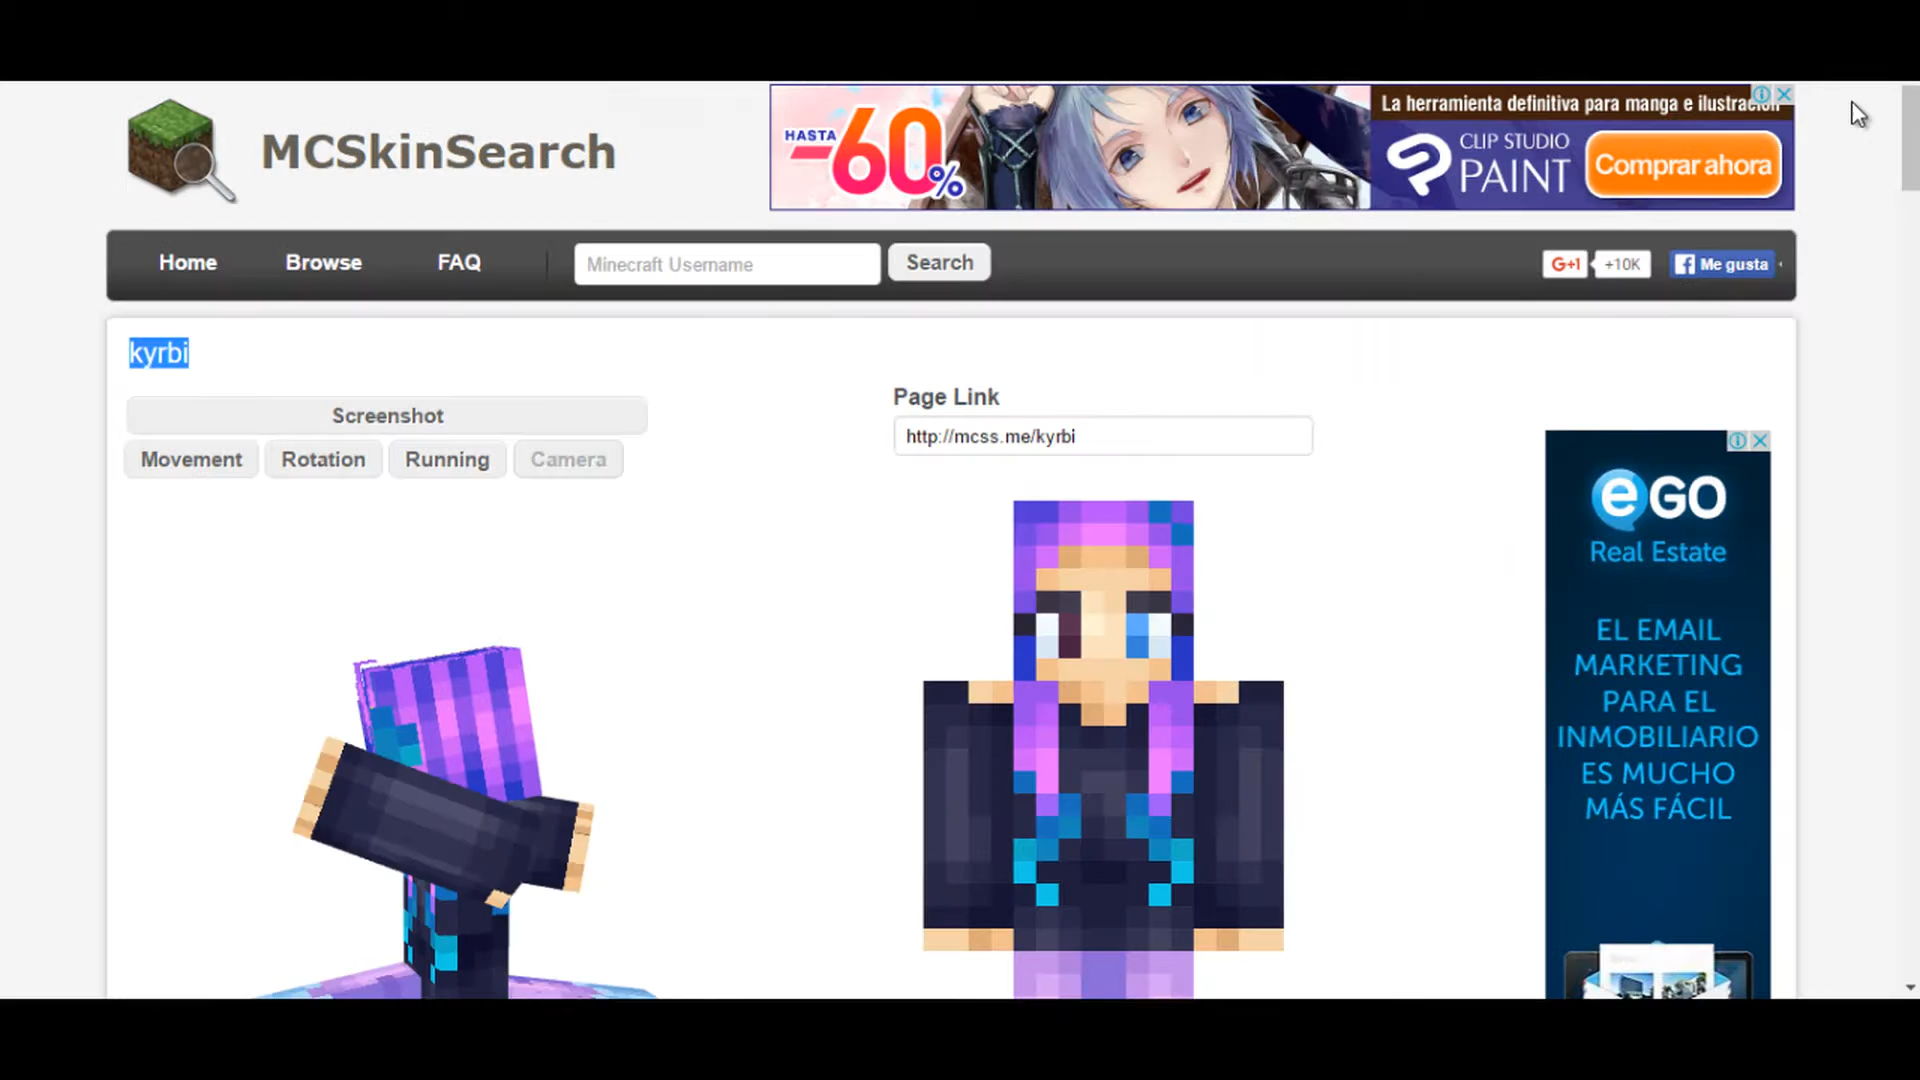 MCSkinSearch
HASTA
-60%
La herramienta definitiva para manga e ilustración
CLIP STUDIO
PAINT
Comprar ahora
Home
Browse
FAQ
Minecraft Username
Search
G+1
+10K
Me gusta
kyrbi
Screenshot
Movement
Rotation
Running
Camera
Page Link
http://mcss.me/kyrbi
eGO
Real Estate
EL EMAIL
MARKETING
PARA EL
INMOBILIARIO
ES MUCHO
MÁS FÁCIL